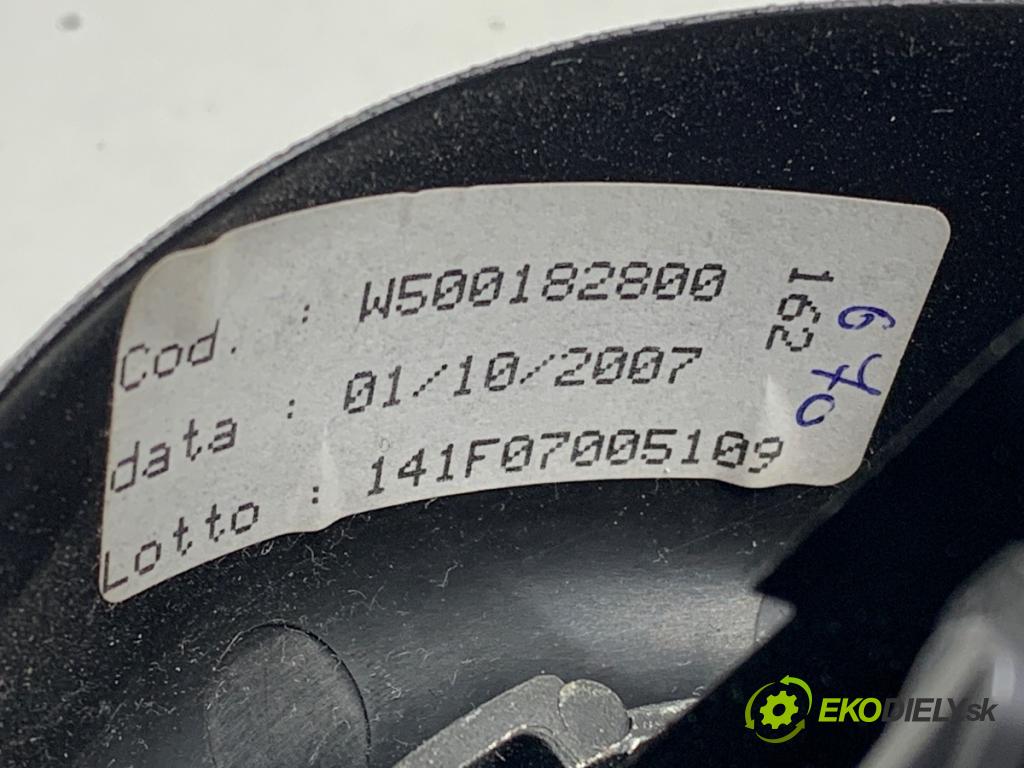 Cod. : W500182800
data : 01/10/2007
Lotto : 141F07005109
162
670
EKODIELY.sk